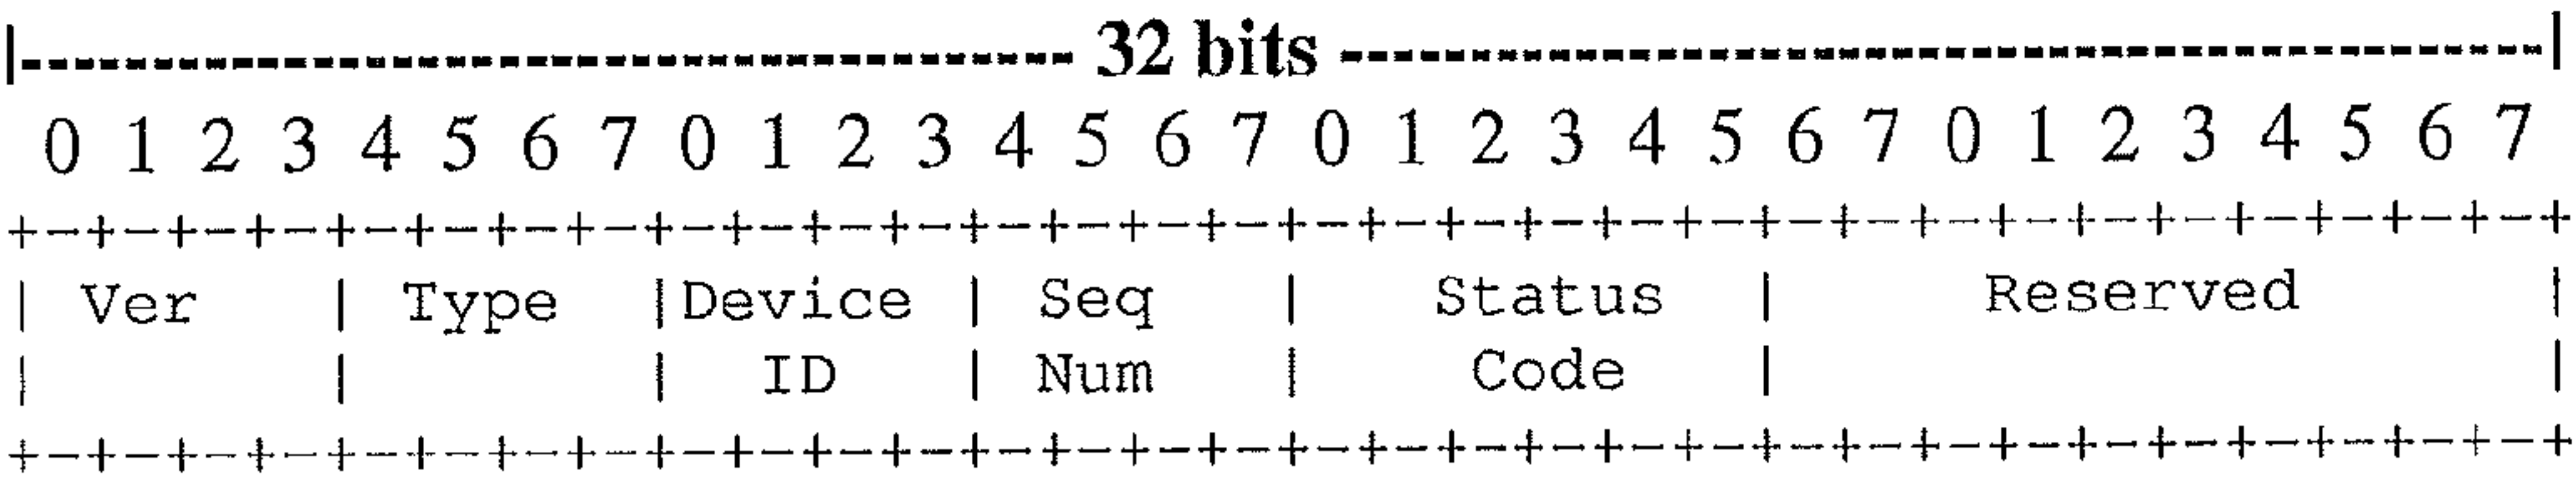 |---------------------------------------- 32 bits ----------------------------------------------|
0 1 2 3 4 5 6 7 0 1 2 3 4 5 6 7 0 1 2 3 4 5 6 7 0 1 2 3 4 5 6 7
+-+-+-+-+-+-+-+-+-+-+-+-+-+-+-+-+-+-+-+-+-+-+-+-+-+-+-+-+-+-+-+-+
| Ver | Type |Device | Seq | Status | Reserved |
| | | ID | Num | Code | |
+-+-+-+-+-+-+-+-+-+-+-+-+-+-+-+-+-+-+-+-+-+-+-+-+-+-+-+-+-+-+-+-+